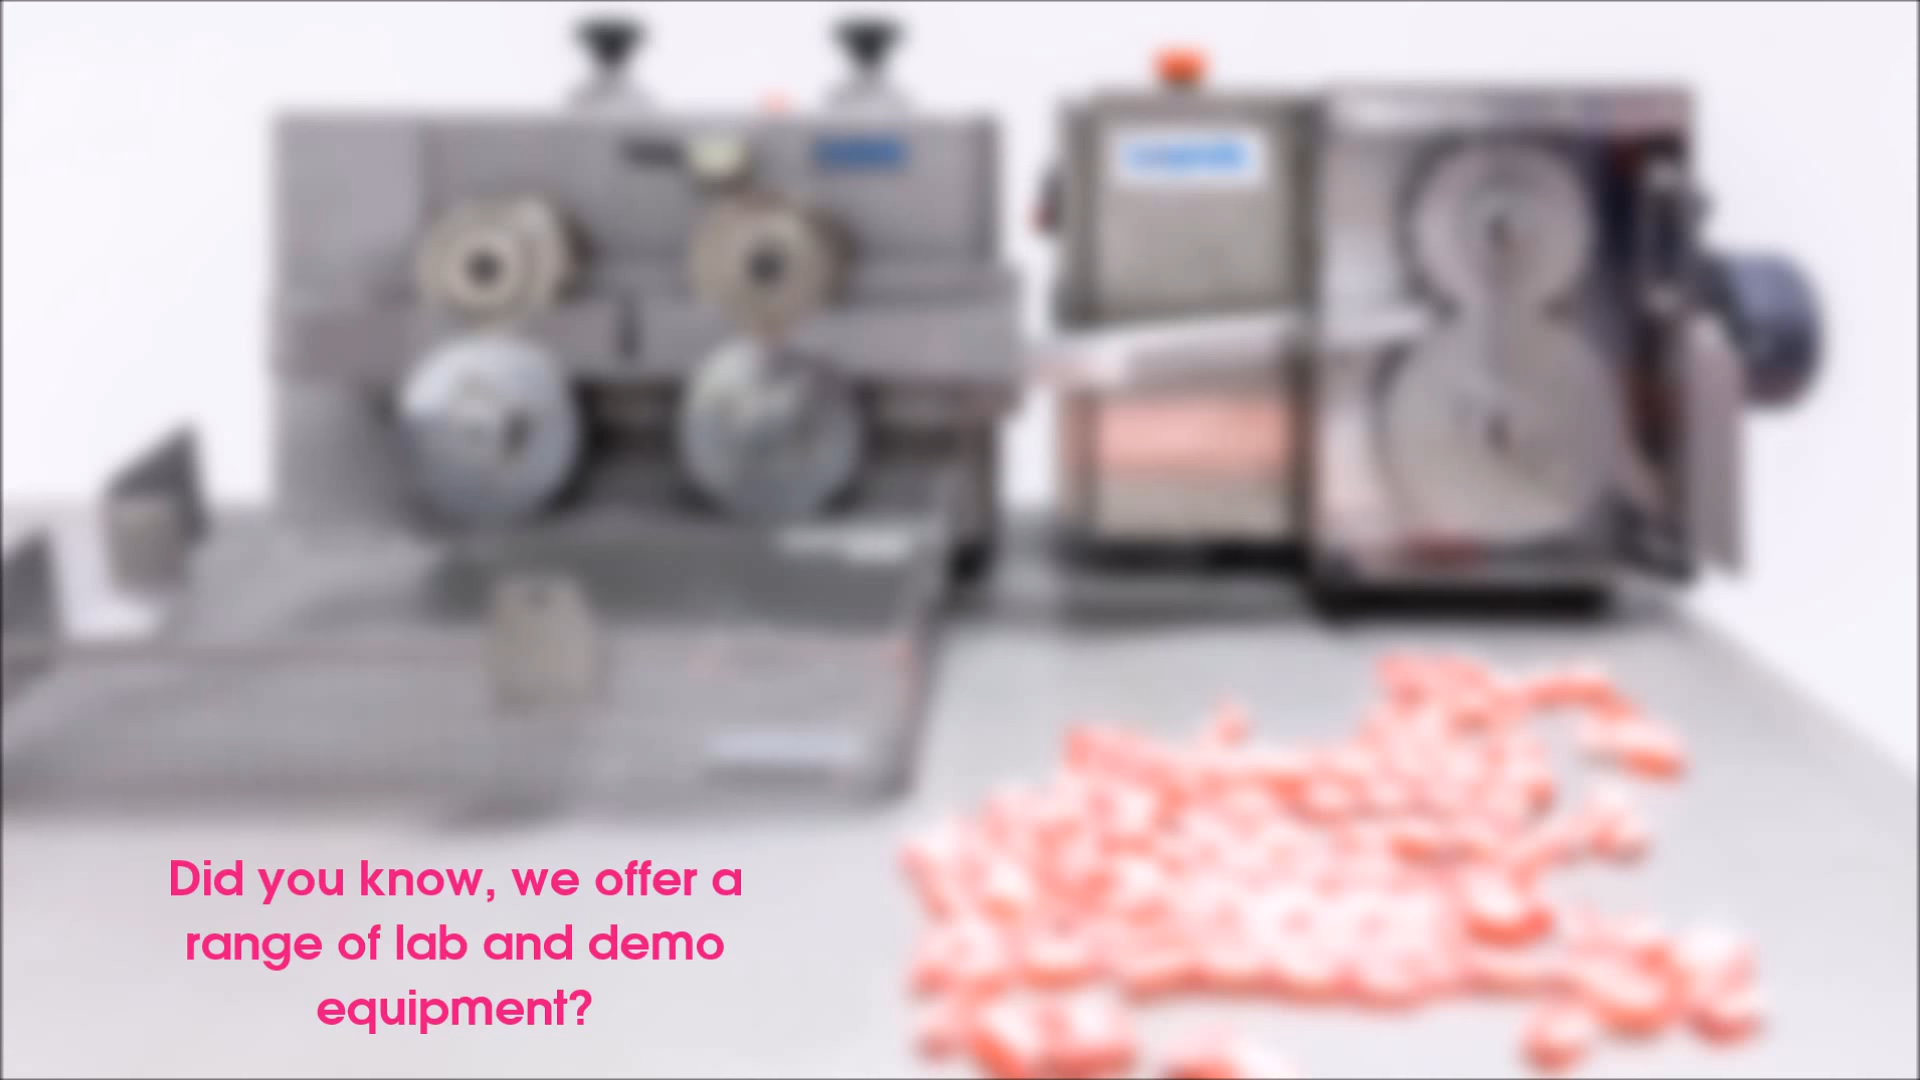 Did you know, we offer a
range of lab and demo
equipment?